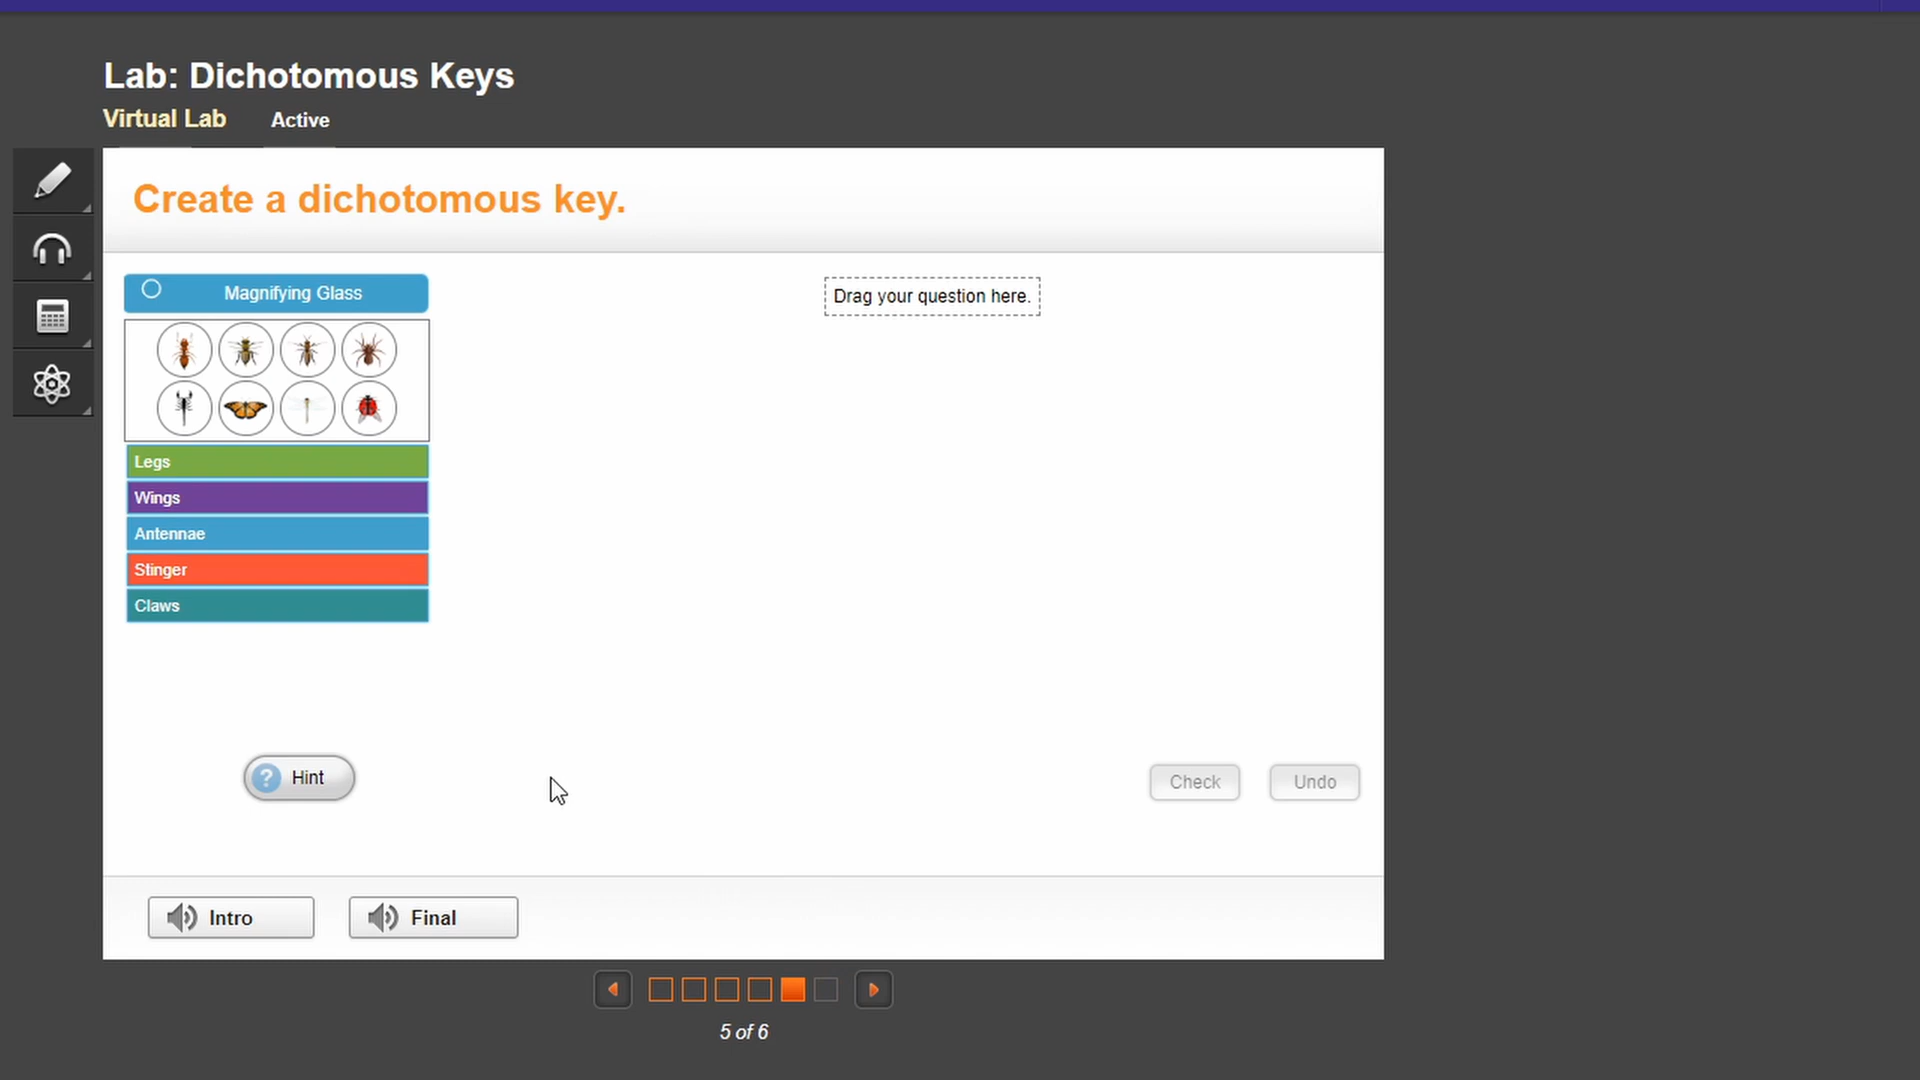 Lab: Dichotomous Keys
Virtual Lab Active
Create a dichotomous key.
Magnifying Glass
Drag your question here.
Legs
Wings
Antennae
Stinger
Claws
? Hint
Check Undo
Intro Final
5 of 6